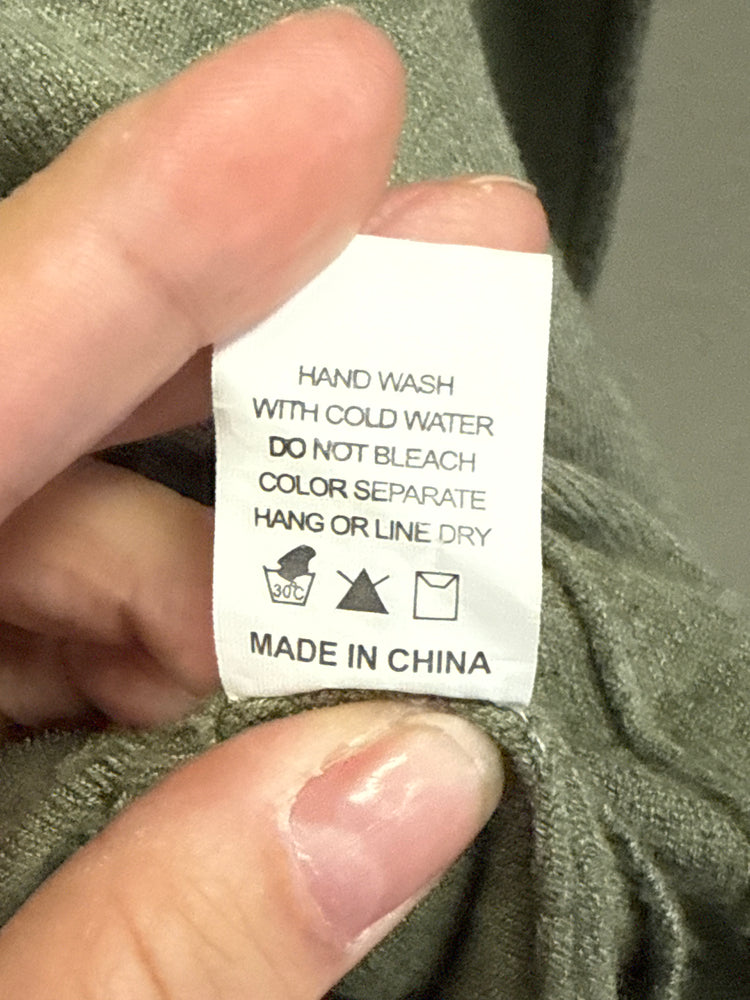 HAND WASH
WITH COLD WATER
DO NOT BLEACH
COLOR SEPARATE
HANG OR LINE DRY
30°C
MADE IN CHINA